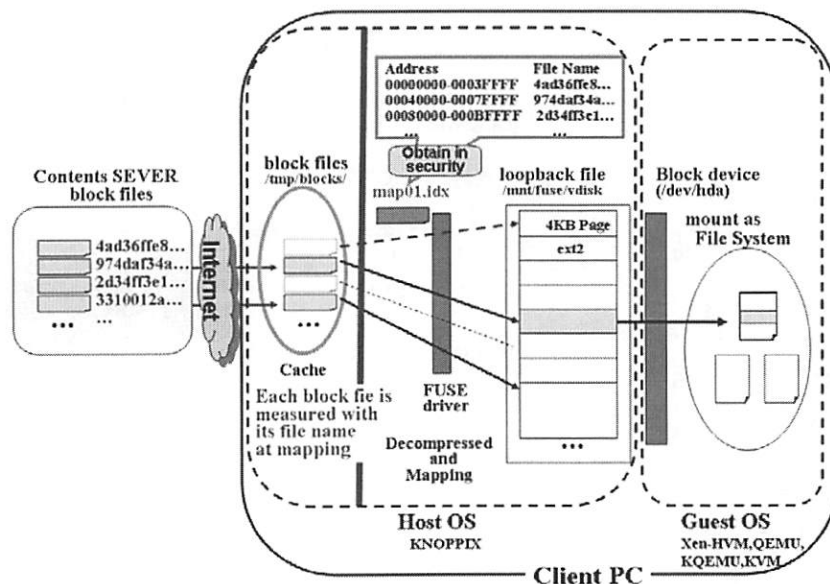 Address File Name
00000000-0003FFFF 4ad36ffe8...
00040000-0007FFFF 974daf34a...
00080000-000BFFFF 2d34ff3e1...
... ...
Obtain in
security
Contents SEVER
block files
4ad36ffe8...
974daf34a...
2d34ff3e1...
3310012a...
... ...
Internet
block files
/tmp/blocks/
...
Cache
Each block fie is
measured with
its file name
at mapping
map01.idx
FUSE
driver
Decompressed
and
Mapping
loopback file
/mnt/fuse/vdisk
4KB Page
ext2
...
Block device
(/dev/hda)
mount as
File System
Host OS
KNOPPIX
Guest OS
Xen-HVM,QEMU,
KQEMU,KVM
Client PC